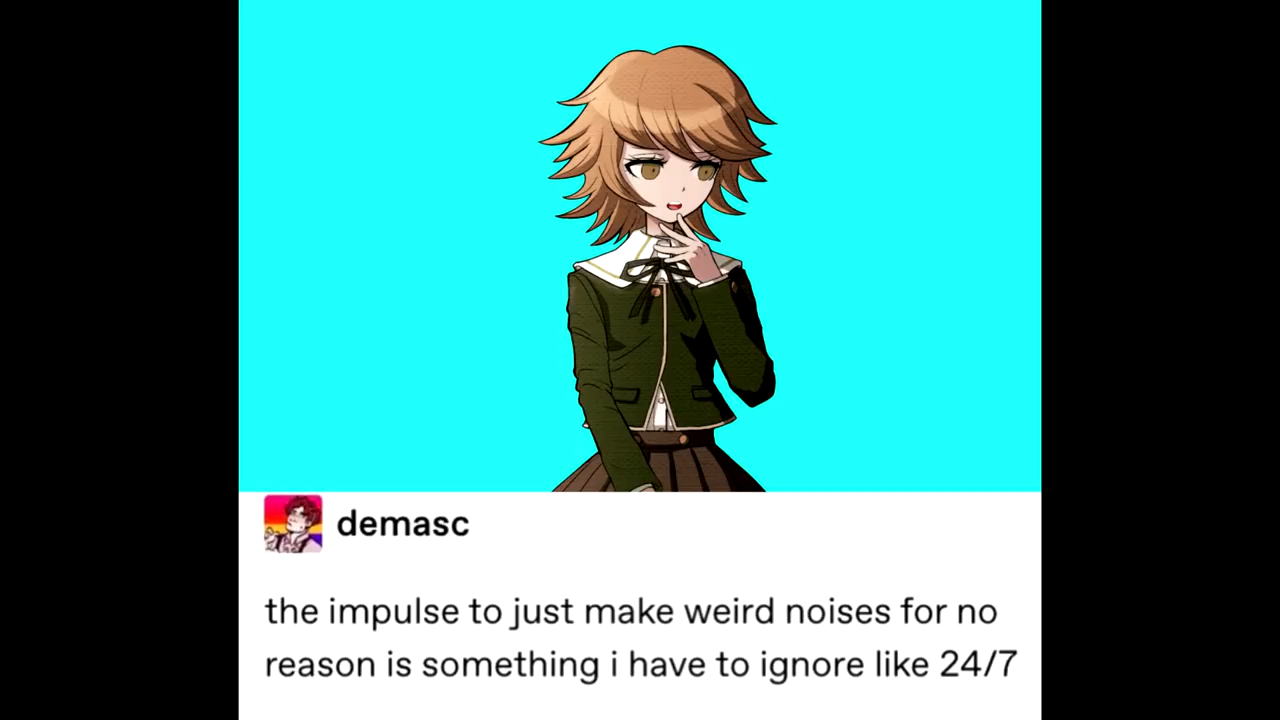 demasc
the impulse to just make weird noises for no
reason is something i have to ignore like 24/7